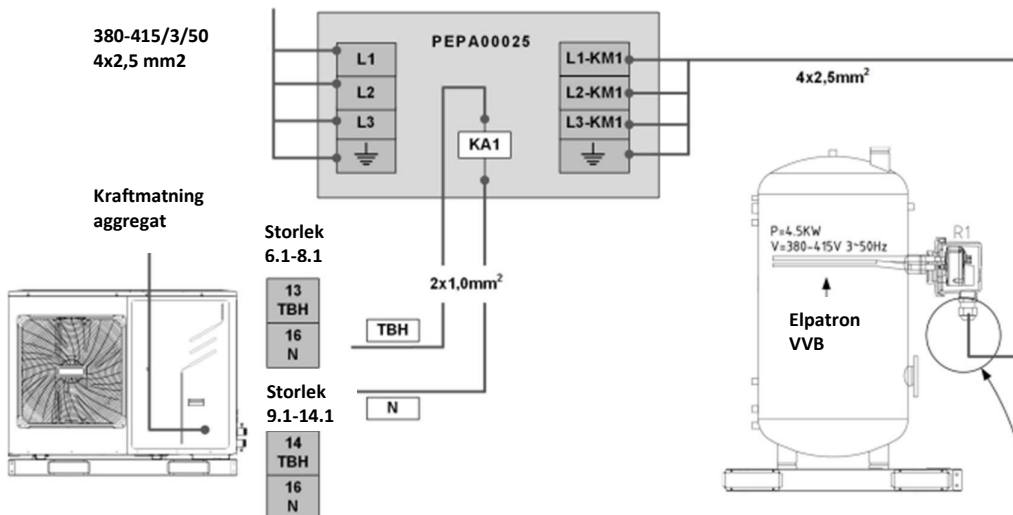 380-415/3/50
4x2,5 mm2
PEPA00025
L1
L2
L3
KA1
L1-KM1
L2-KM1
L3-KM1
4x2,5mm²
Kraftmatning
aggregat
Storlek
6.1-8.1
13
TBH
16
N
2x1,0mm²
TBH
N
Storlek
9.1-14.1
14
TBH
16
N
P=4.5KW
V=380-415V 3~50Hz
R1
Elpatron
VVB